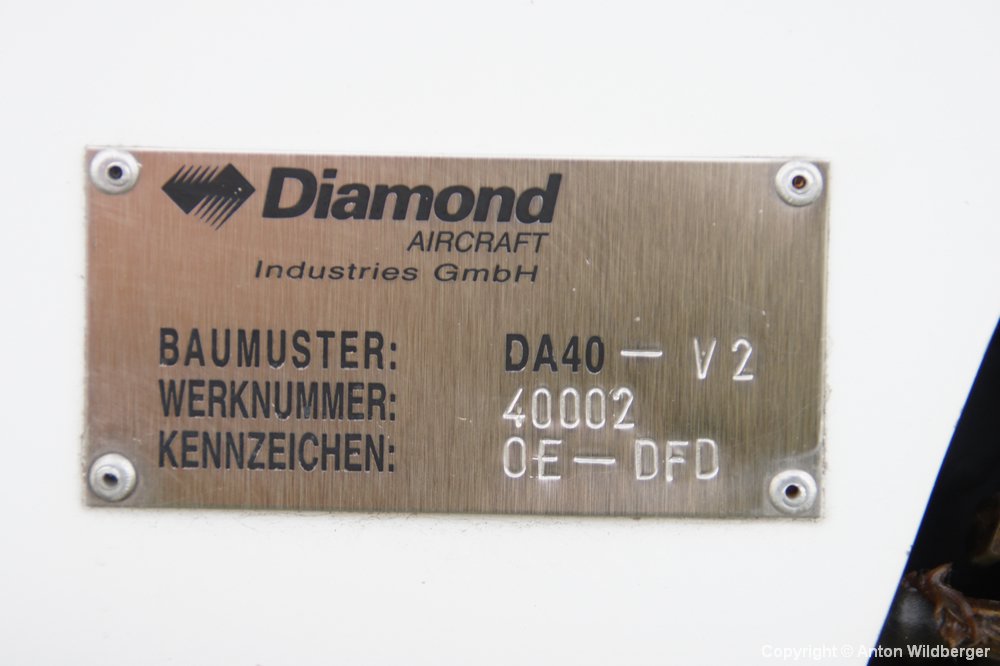 Diamond
AIRCRAFT
Industries GmbH
BAUMUSTER: DA40 — V2
WERKNUMMER: 40002
KENNZEICHEN: OE — DFD
Copyright © Anton Wildberger